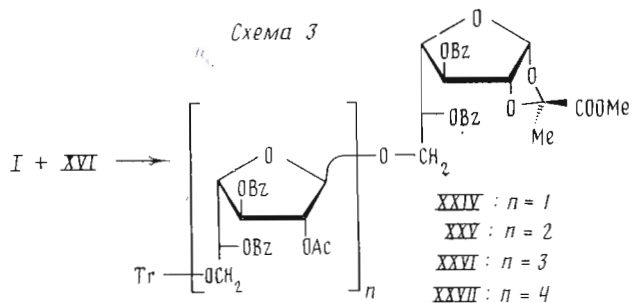 Схема 3
I + XVI
O
OBz
OBz
O
O
COOMe
Me
O
CH₂
O
OBz
OBz
OAc
Tr
OCH₂
n
XXIV : n = 1
XXV : n = 2
XXVI : n = 3
XXVII : n = 4